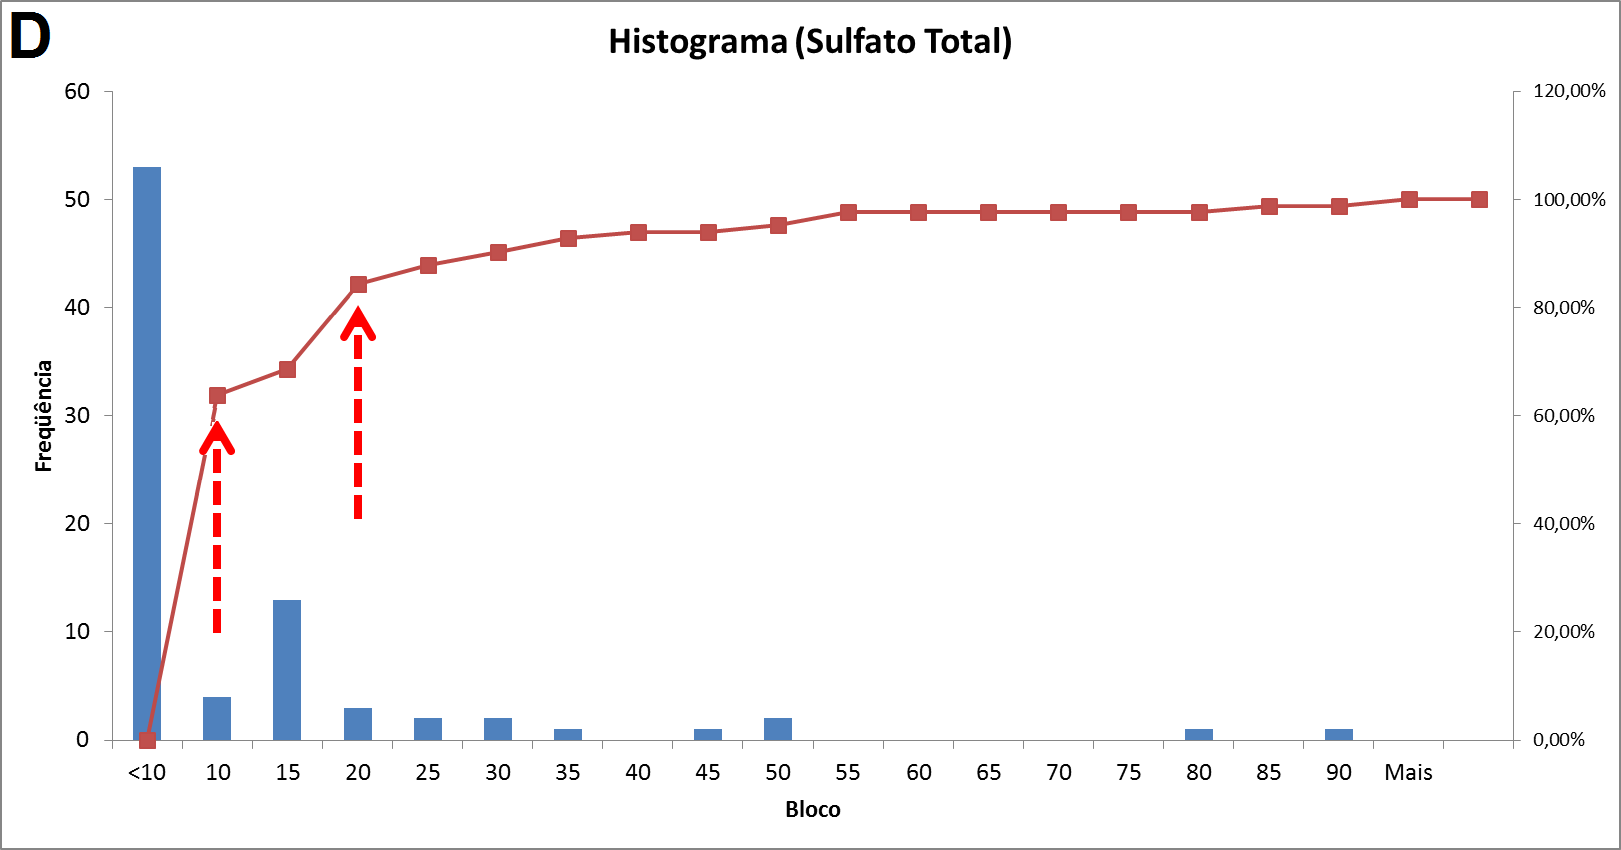 D
Histograma (Sulfato Total)
60
50
40
30
20
10
0
Freqüência
120,00%
100,00%
80,00%
60,00%
40,00%
20,00%
0,00%
<10 10 15 20 25 30 35 40 45 50 55 60 65 70 75 80 85 90 Mais
Bloco